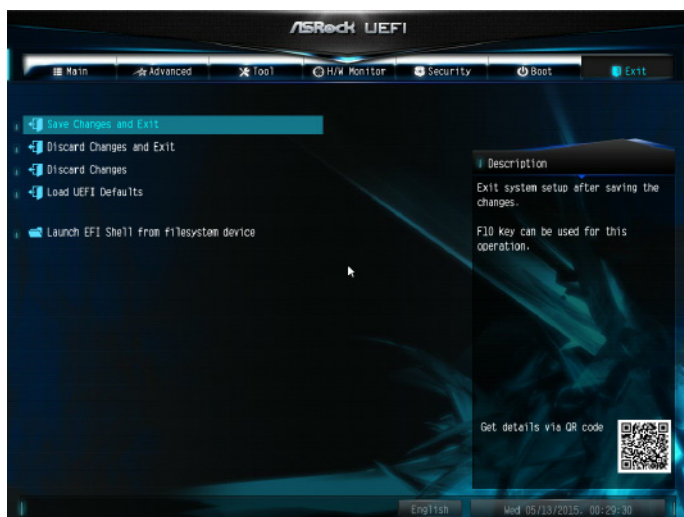 ASRock UEFI
Main Advanced Tool H/W Monitor Security Boot Exit
Save Changes and Exit
Discard Changes and Exit
Discard Changes
Load UEFI Defaults
Launch EFI Shell from filesystem device
Description
Exit system setup after saving the
changes.
F10 key can be used for this
operation.
Get details via QR code
English
Wed 05/13/2015. 00:29:30